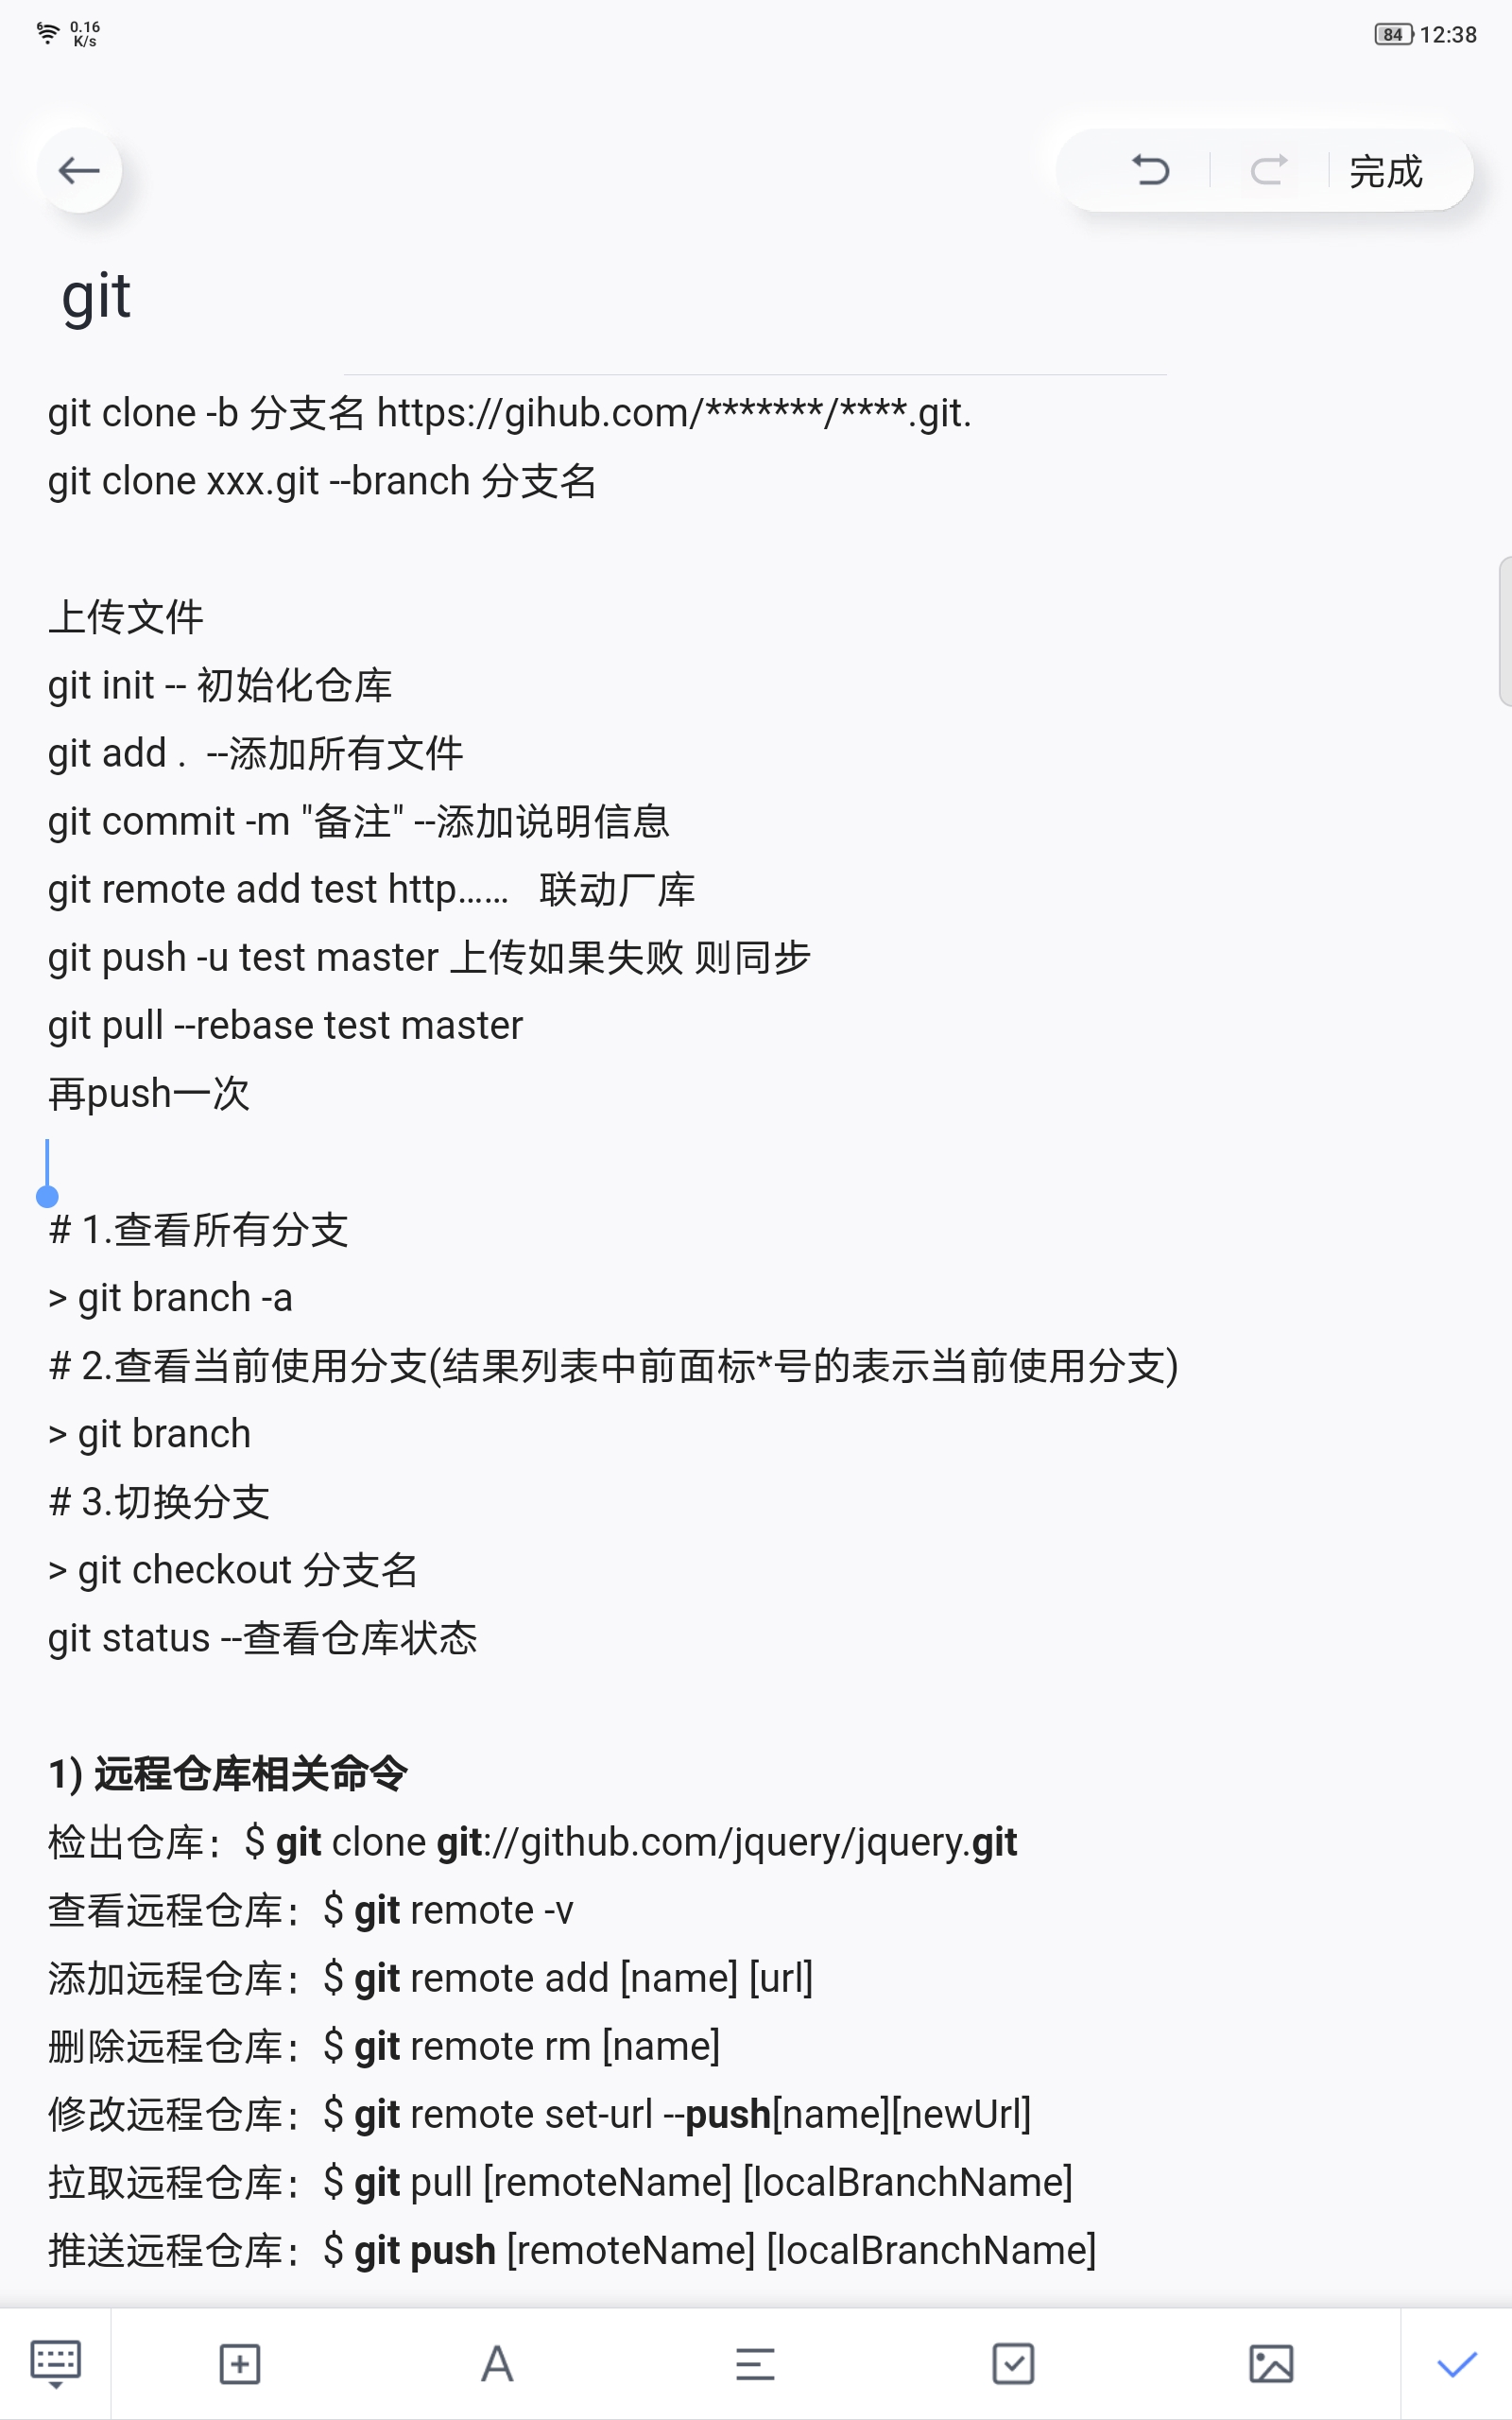 6 0.16 K/s 84 12:38
完成
git
git clone -b 分支名 https://gihub.com/*******/****.git.
git clone xxx.git --branch 分支名
上传文件
git init -- 初始化仓库
git add .  --添加所有文件
git commit -m "备注" --添加说明信息
git remote add test http......   联动厂库
git push -u test master 上传如果失败 则同步
git pull --rebase test master
再push一次
# 1.查看所有分支
> git branch -a
# 2.查看当前使用分支(结果列表中前面标*号的表示当前使用分支)
> git branch
# 3.切换分支
> git checkout 分支名
git status --查看仓库状态
1) 远程仓库相关命令
检出仓库：$ git clone git://github.com/jquery/jquery.git
查看远程仓库：$ git remote -v
添加远程仓库：$ git remote add [name] [url]
删除远程仓库：$ git remote rm [name]
修改远程仓库：$ git remote set-url --push[name][newUrl]
拉取远程仓库：$ git pull [remoteName] [localBranchName]
推送远程仓库：$ git push [remoteName] [localBranchName]